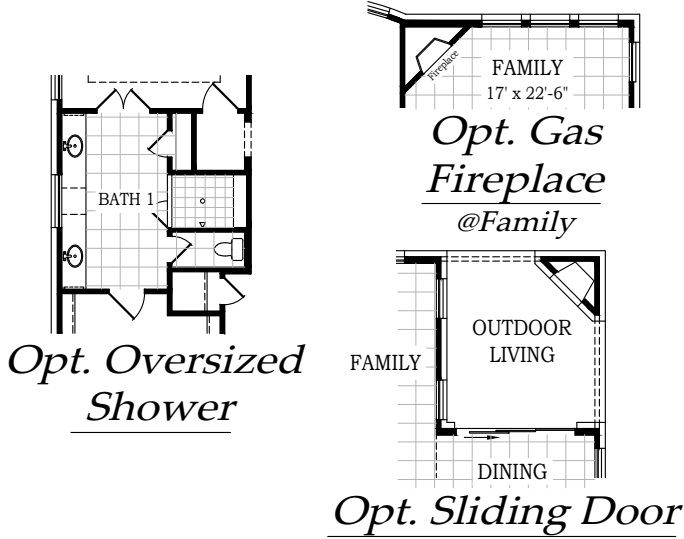 BATH 1
Opt. Oversized
Shower
Fireplace
FAMILY
17' x 22'-6"
Opt. Gas
Fireplace
@Family
OUTDOOR
LIVING
FAMILY
DINING
Opt. Sliding Door